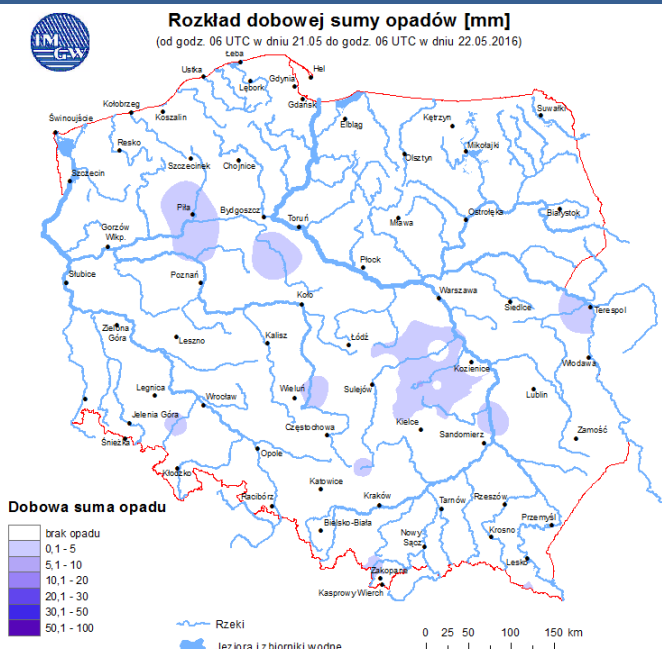 IM
GW
Rozkład dobowej sumy opadów [mm]
(od godz. 06 UTC w dniu 21.05 do godz. 06 UTC w dniu 22.05.2016)
Łeba
Hel
Ustka
Gdynia
Lębork
Gdańsk
Kołobrzeg
Koszalin
Suwałki
Świnoujście
Elbląg
Kętrzyn
Resko
Mikołajki
Szczecinek
Chojnice
Olsztyn
Szczecin
Piła
Bydgoszcz
Toruń
Mława
Ostrołęka
Białystok
Gorzów
Wlkp.
Płock
Słubice
Poznań
Warszawa
Koło
Siedlce
Terespol
Zielona
Góra
Leszno
Kalisz
Łódź
Kozienice
Włodawa
Legnica
Wrocław
Wieluń
Sulejów
Lublin
Jelenia Góra
Częstochowa
Kielce
Sandomierz
Zamość
Śnieżka
Opole
Kłodzko
Katowice
Racibórz
Kraków
Tarnów
Rzeszów
Bielsko-Biała
Przemyśl
Nowy
Sącz
Krosno
Lesko
Zakopane
Kasprowy Wierch
Dobowa suma opadu
brak opadu
0,1 - 5
5,1 - 10
10,1 - 20
20,1 - 30
30,1 - 50
50,1 - 100
Rzeki
Jeziora i zbiorniki wodne
0 25 50 100 150 km